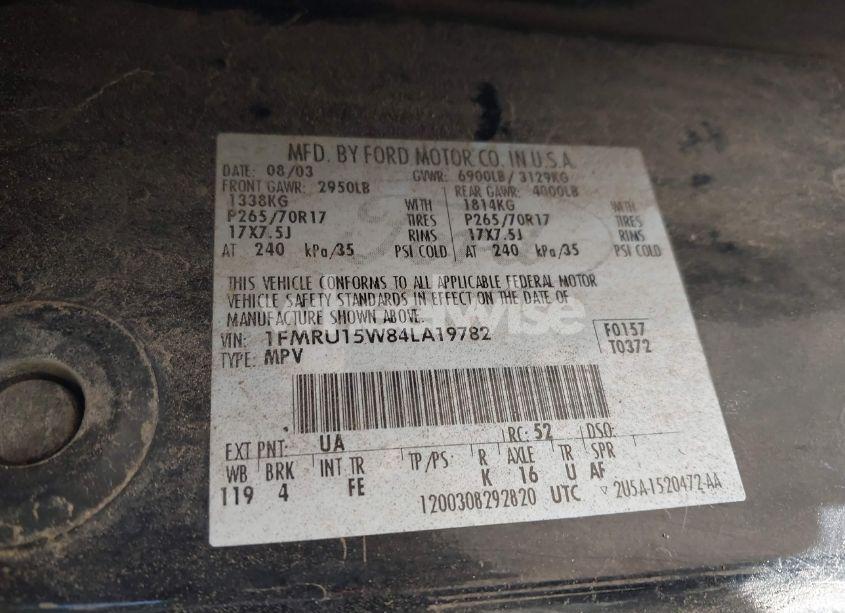 MFD. BY FORD MOTOR CO. IN U.S.A.
DATE: 08/03 GVWR: 6900LB / 3129KG
FRONT GAWR: 2950LB REAR GAWR: 4000LB
1338KG WITH 1814KG WITH
P265/70R17 TIRES P265/70R17 TIRES
17X7.5J RIMS 17X7.5J RIMS
AT 240 kPa/35 PSI COLD AT 240 kPa/35 PSI COLD
THIS VEHICLE CONFORMS TO ALL APPLICABLE FEDERAL MOTOR
VEHICLE SAFETY STANDARDS IN EFFECT ON THE DATE OF
MANUFACTURE SHOWN ABOVE.
VIN: 1FMRU15W84LA19782 F0157
TYPE: MPV T0372
EXT PNT: UA RC: 52 DSO:
WB BRK INT TR TP/PS R AXLE TR SPR
119 4 FE K 16 U AF
1200308292820 UTC ▽ 2U5A-1520472-AA